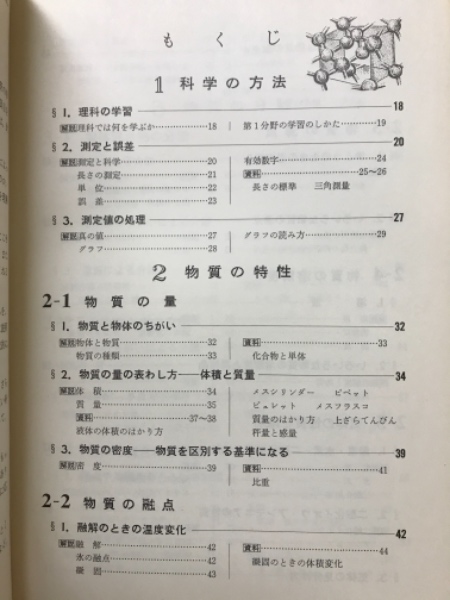 もくじ
1 科学の方法
§1. 理科の学習 18
解説 理科では何を学ぶか……18
第1分野の学習のしかた……19
§2. 測定と誤差 20
解説 測定と科学……20
長さの測定……21
単位……22
誤差……23
有効数字……24
資料……25〜26
長さの標準 三角測量
§3. 測定値の処理 27
解説 真の値……27
グラフ……28
グラフの読み方……29
2 物質の特性
2-1 物質の量
§1. 物質と物体のちがい 32
解説 物体と物質……32
物質の種類……33
資料……33
化合物と単体
§2. 物質の量の表わし方──体積と質量 34
解説 体積……34
質量……35
資料……37〜38
液体の体積のはかり方
メスシリンダー ピペット
ビュレット メスフラスコ
質量のはかり方 上ざらてんびん
秤量と感量
§3. 物質の密度──物質を区別する基準になる 39
解説 密度……39
資料……41
比重
2-2 物質の融点
§1. 融解のときの温度変化 42
解説 融解……42
氷の融点……42
凝固……43
資料……44
凝固のときの体積変化